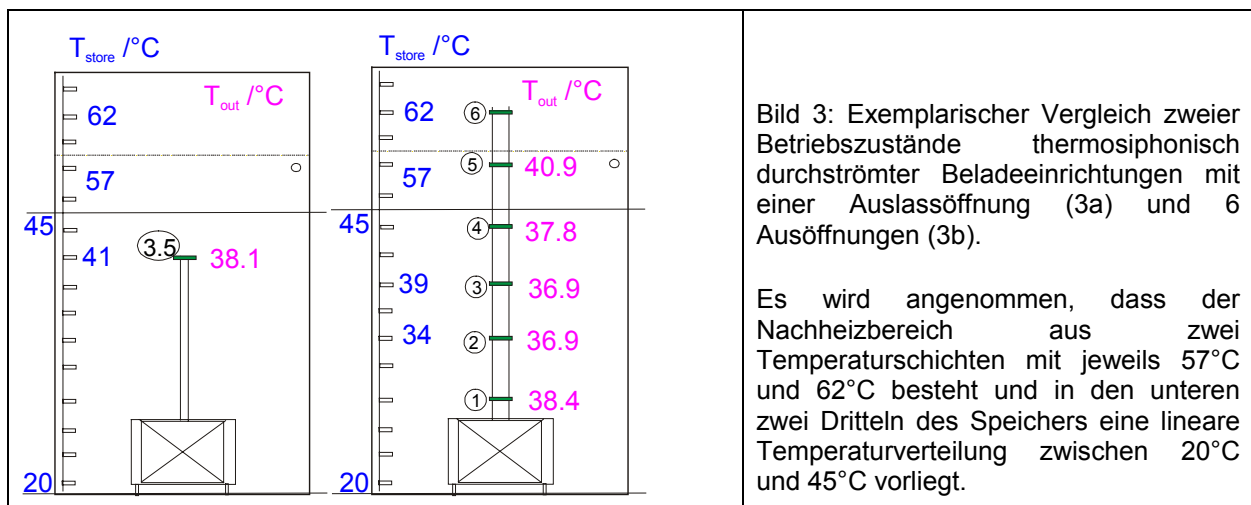 T_store /°C
T_out /°C
62
57
45
3.5
41
38.1
20
T_store /°C
T_out /°C
6
62
5
57
40.9
45
4
37.8
3
39
36.9
34
2
36.9
1
38.4
20
Bild 3: Exemplarischer Vergleich zweier
Betriebszustände thermosiphonisch
durchströmter Beladeeinrichtungen mit
einer Auslassöffnung (3a) und 6
Ausöffnungen (3b).
Es wird angenommen, dass der
Nachheizbereich aus zwei
Temperaturschichten mit jeweils 57°C
und 62°C besteht und in den unteren
zwei Dritteln des Speichers eine lineare
Temperaturverteilung zwischen 20°C
und 45°C vorliegt.